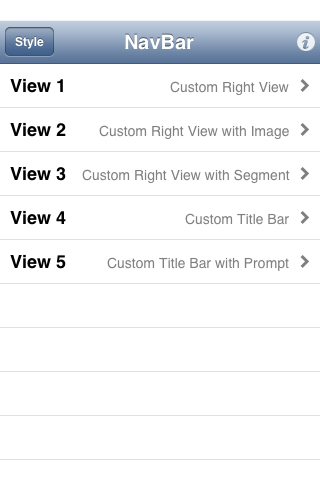 Style NavBar
View 1 Custom Right View
View 2 Custom Right View with Image
View 3 Custom Right View with Segment
View 4 Custom Title Bar
View 5 Custom Title Bar with Prompt